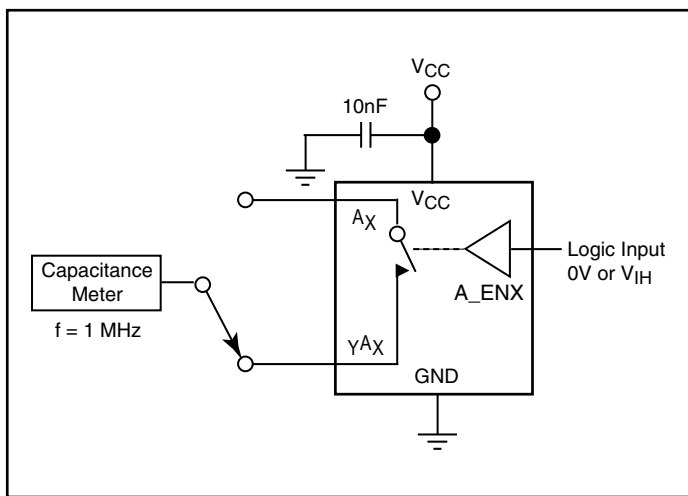 VCC
10nF
VCC
AX
Logic Input
0V or VIH
A_ENX
Capacitance
Meter
f = 1 MHz
YAX
GND